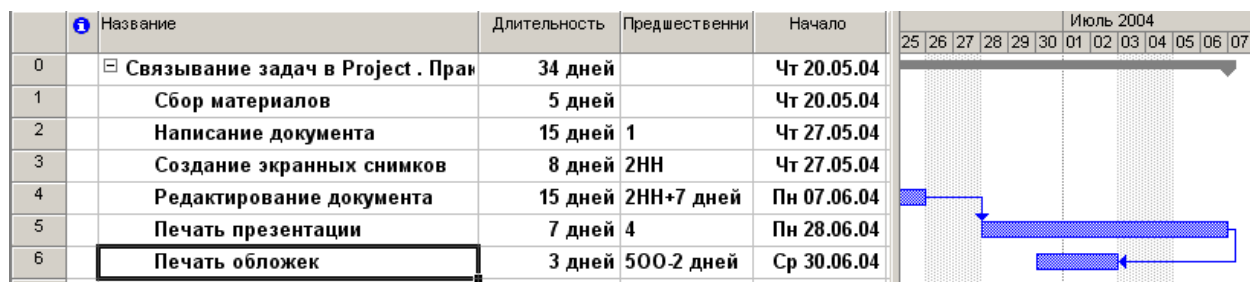 Название Длительность Предшественни Начало Июль 2004
25 26 27 28 29 30 01 02 03 04 05 06 07
0 Связывание задач в Project . Прак 34 дней Чт 20.05.04
1 Сбор материалов 5 дней Чт 20.05.04
2 Написание документа 15 дней 1 Чт 27.05.04
3 Создание экранных снимков 8 дней 2НН Чт 27.05.04
4 Редактирование документа 15 дней 2НН+7 дней Пн 07.06.04
5 Печать презентации 7 дней 4 Пн 28.06.04
6 Печать обложек 3 дней 5ОО-2 дней Ср 30.06.04